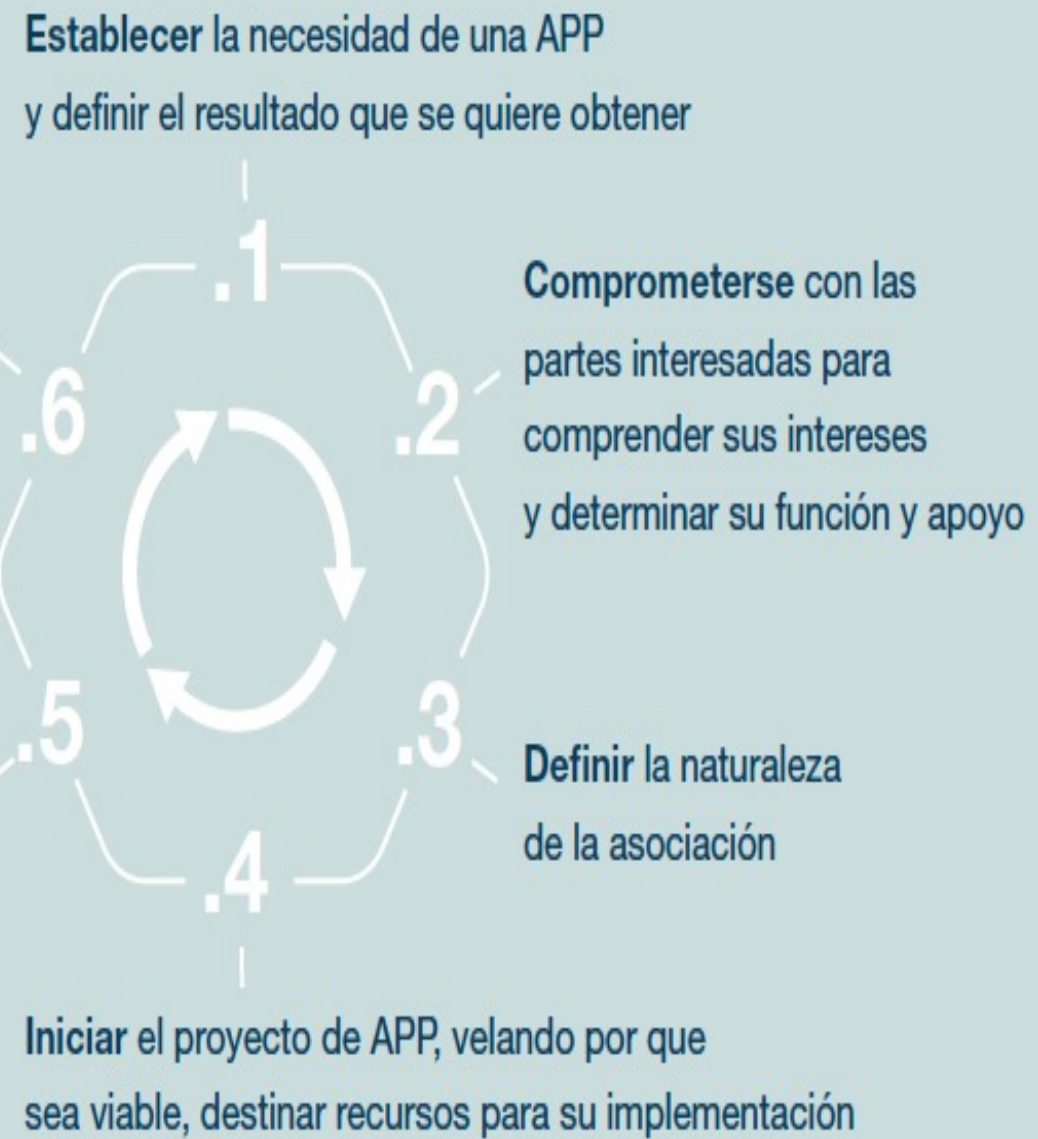 Establecer la necesidad de una APP
y definir el resultado que se quiere obtener
.1
.2
Comprometerse con las
partes interesadas para
comprender sus intereses
y determinar su función y apoyo
.3
Definir la naturaleza
de la asociación
.4
Iniciar el proyecto de APP, velando por que
sea viable, destinar recursos para su implementación
.5
.6